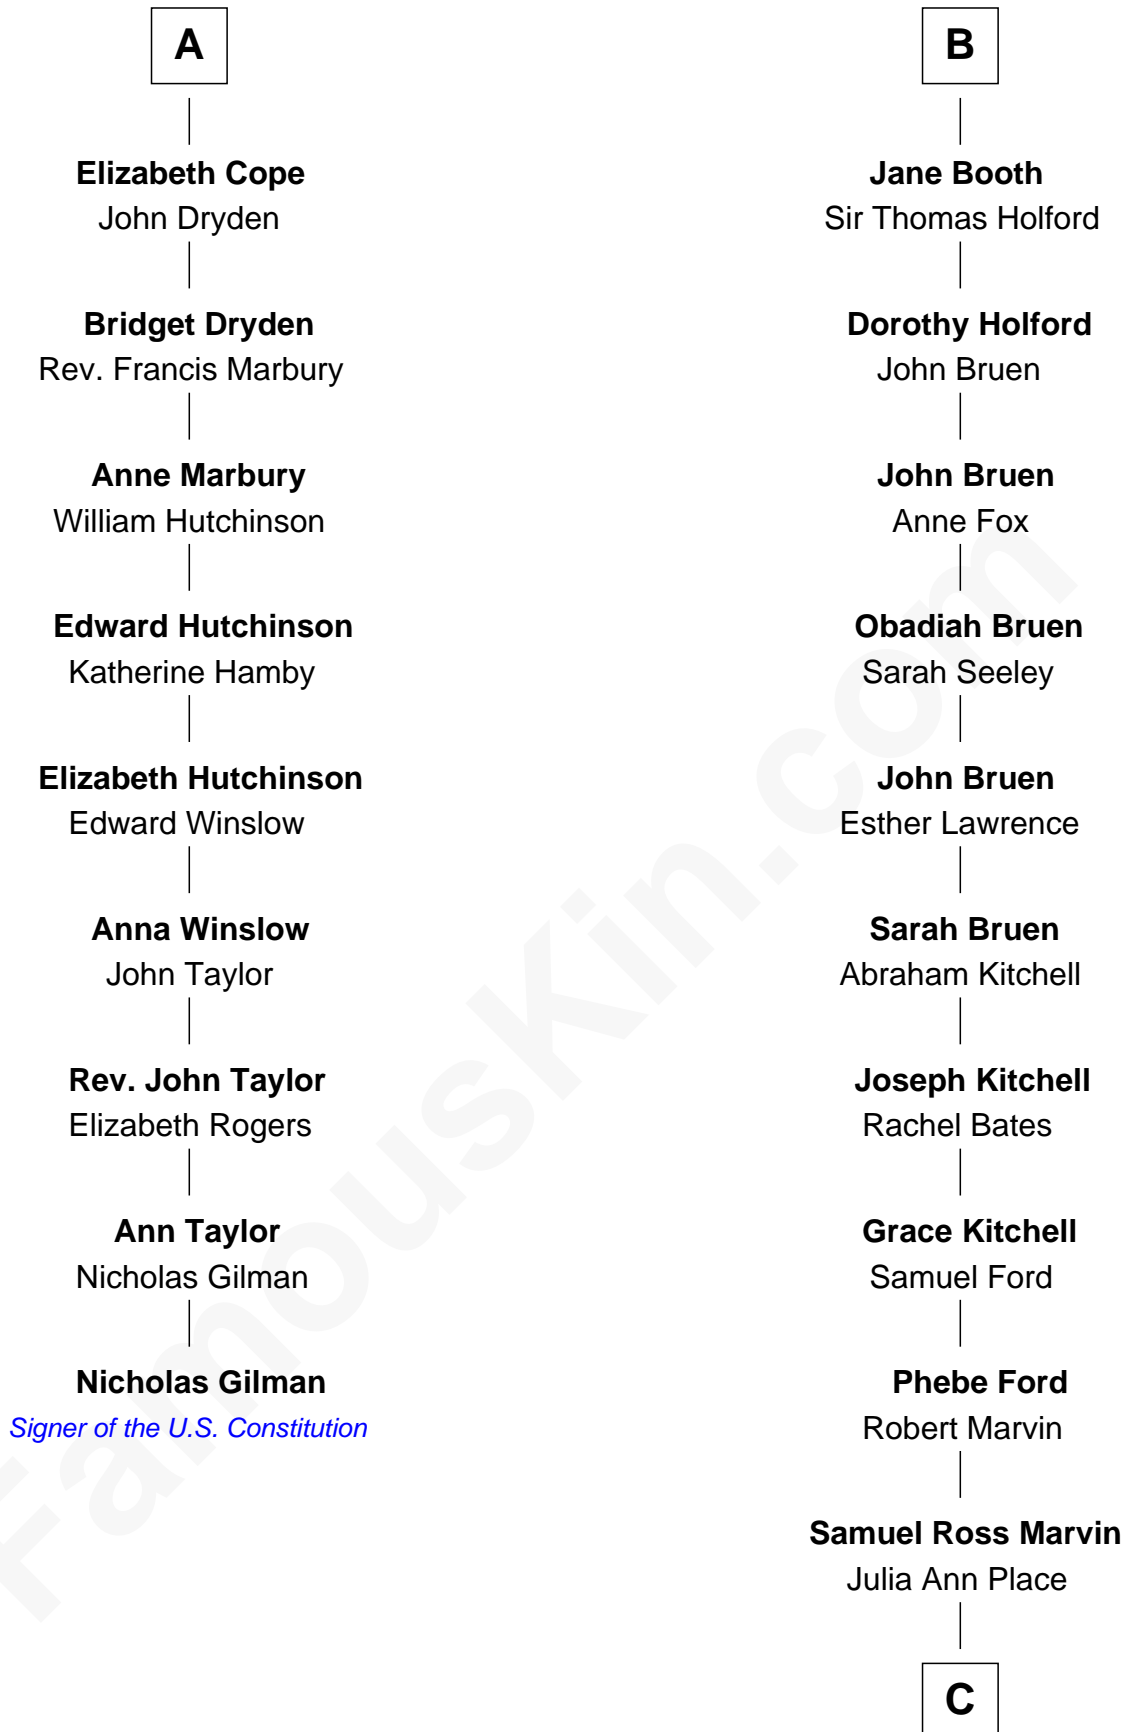 A
Elizabeth Cope
John Dryden
Bridget Dryden
Rev. Francis Marbury
Anne Marbury
William Hutchinson
Edward Hutchinson
Katherine Hamby
Elizabeth Hutchinson
Edward Winslow
Anna Winslow
John Taylor
Rev. John Taylor
Elizabeth Rogers
Ann Taylor
Nicholas Gilman
Nicholas Gilman
Signer of the U.S. Constitution
B
Jane Booth
Sir Thomas Holford
Dorothy Holford
John Bruen
John Bruen
Anne Fox
Obadiah Bruen
Sarah Seeley
John Bruen
Esther Lawrence
Sarah Bruen
Abraham Kitchell
Joseph Kitchell
Rachel Bates
Grace Kitchell
Samuel Ford
Phebe Ford
Robert Marvin
Samuel Ross Marvin
Julia Ann Place
C
FamousKin.com